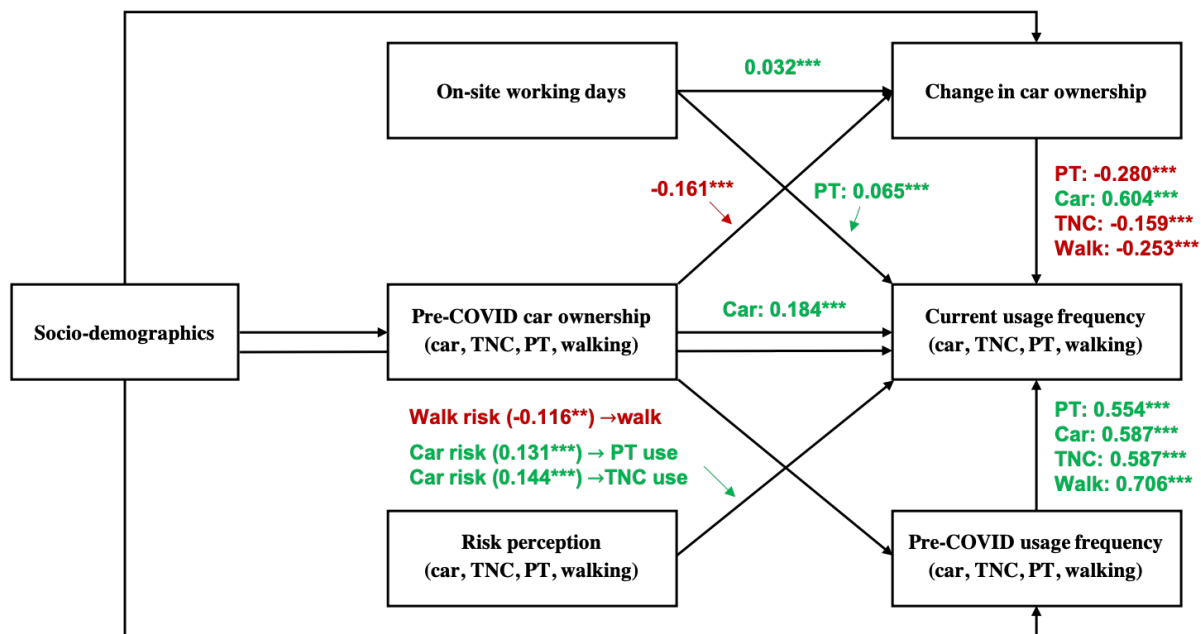 On-site working days
0.032***
Change in car ownership
-0.161***
PT: 0.065***
PT: -0.280***
Car: 0.604***
TNC: -0.159***
Walk: -0.253***
Socio-demographics
Pre-COVID car ownership
(car, TNC, PT, walking)
Car: 0.184***
Current usage frequency
(car, TNC, PT, walking)
Walk risk (-0.116**) →walk
Car risk (0.131***) → PT use
Car risk (0.144***) →TNC use
PT: 0.554***
Car: 0.587***
TNC: 0.587***
Walk: 0.706***
Risk perception
(car, TNC, PT, walking)
Pre-COVID usage frequency
(car, TNC, PT, walking)